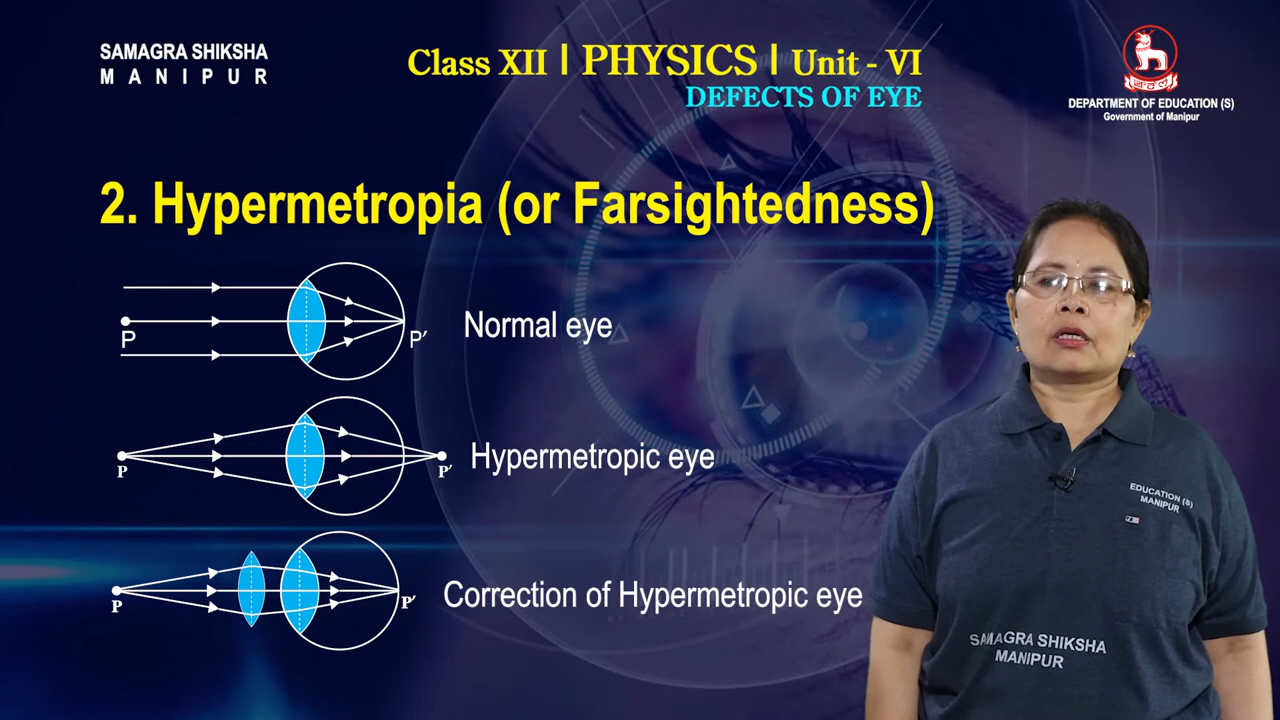 SAMAGRA SHIKSHA
MANIPUR
Class XII | PHYSICS | Unit - VI
DEFECTS OF EYE
DEPARTMENT OF EDUCATION (S)
Government of Manipur
2. Hypermetropia (or Farsightedness)
P
P′
Normal eye
P
P′
Hypermetropic eye
P
P′
Correction of Hypermetropic eye
EDUCATION (S)
MANIPUR
SAMAGRA SHIKSHA
MANIPUR